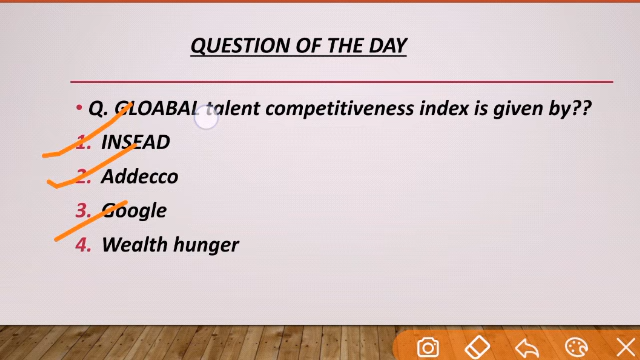 QUESTION OF THE DAY
• Q. GLOABAL talent competitiveness index is given by??
1. INSEAD
2. Addecco
3. Google
4. Wealth hunger